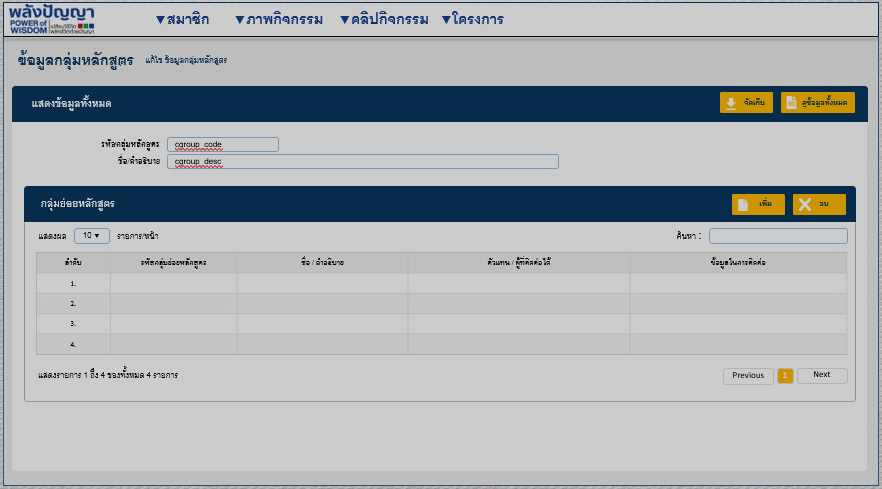 พลังปัญญา
POWER of
WISDOM
▼สมาชิก ▼ภาพกิจกรรม ▼คลิปกิจกรรม ▼โครงการ
ข้อมูลกลุ่มหลักสูตร แก้ไข ข้อมูลกลุ่มหลักสูตร
แสดงข้อมูลทั้งหมด จัดเก็บ ดูข้อมูลทั้งหมด
รหัสกลุ่มหลักสูตร cgroup_code
ชื่อ/คำอธิบาย cgroup_desc
กลุ่มย่อยหลักสูตร เพิ่ม ลบ
แสดงผล 10 ▼ รายการ/หน้า ค้นหา :
ลำดับ รหัสกลุ่มย่อยหลักสูตร ชื่อ / คำอธิบาย ตัวแทน / ผู้ที่ติดต่อได้ ข้อมูลในการติดต่อ
1.
2.
3.
4.
แสดงรายการ 1 ถึง 4 ของทั้งหมด 4 รายการ Previous 1 Next